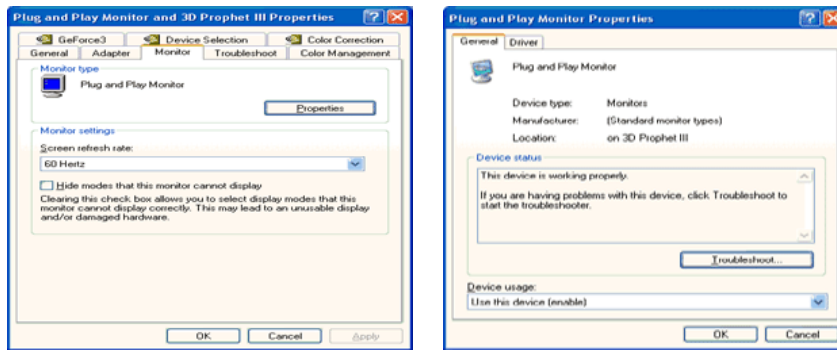 Plug and Play Monitor and 3D Prophet III Properties
GeForce3 Device Selection Color Correction
General Adapter Monitor Troubleshoot Color Management
Monitor type
Plug and Play Monitor
Properties
Monitor settings
Screen refresh rate:
60 Hertz
Hide modes that this monitor cannot display
Clearing this check box allows you to select display modes that this
monitor cannot display correctly. This may lead to an unusable display
and/or damaged hardware.
OK Cancel Apply
Plug and Play Monitor Properties
General Driver
Plug and Play Monitor
Device type: Monitors
Manufacturer: (Standard monitor types)
Location: on 3D Prophet III
Device status
This device is working properly.
If you are having problems with this device, click Troubleshoot to
start the troubleshooter.
Troubleshoot...
Device usage:
Use this device (enable)
OK Cancel